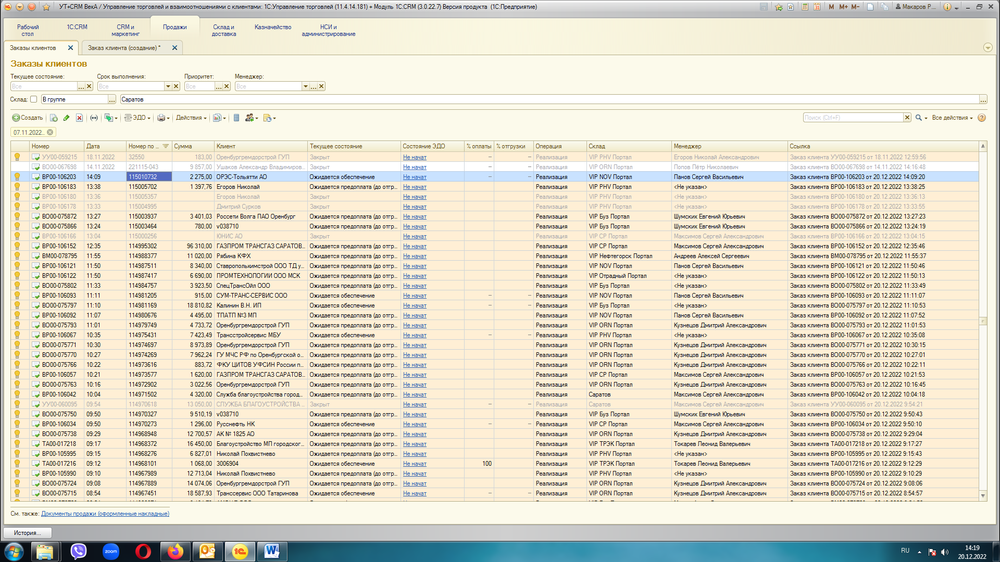 УТ+CRM ВехА / Управление торговлей и взаимоотношениями с клиентами: 1С:Управление торговлей (11.4.14.181) + Модуль 1С:CRM (3.0.22.7) Версия продукта (1С:Предприятие)
M M+ M- Макаров Р...
Рабочий стол 1С:CRM CRM и маркетинг Продажи Склад и доставка Казначейство НСИ и администрирование
Заказы клиентов Заказ клиента (создание) *
Заказы клиентов
Текущее состояние: Срок выполнения: Приоритет: Менеджер:
Все Все Все Все
Склад: В группе Саратов
Создать ЭДО Действия Поиск (Ctrl+F) Все действия
07.11.2022...
Номер Дата Номер по ... Сумма Клиент Текущее состояние Состояние ЭДО % оплаты % отгрузки Операция Склад Менеджер Ссылка
УУ00-059215 18.11.2022 32550 183,00 Оренбургремдорстрой ГУП Закрыт Не начат – – Реализация VIP PHV Портал Егоров Николай Александрович Заказ клиента УУ00-059215 от 18.11.2022 12:59:56
ВО00-067698 14.11.2022 221115-043 9 857,00 Ушаков Александр Владимиров... Закрыт Не начат – – Реализация VIP ORN Портал Попов Пётр Николаевич Заказ клиента ВО00-067698 от 14.11.2022 14:16:48
ВР00-106203 14:09 115010732 2 275,00 ОРЭС-Тольятти АО Ожидается обеспечение Не начат – – Реализация VIP NOV Портал Панов Сергей Васильевич Заказ клиента ВР00-106203 от 20.12.2022 14:09:20
ВР00-106183 13:38 115005702 1 397,76 Егоров Николай Ожидается предоплата (до отгр... Не начат Реализация VIP PHV Портал <Не указан> Заказ клиента ВР00-106183 от 20.12.2022 13:38:25
ВР00-106180 13:36 115005357 Егоров Николай Закрыт Не начат Реализация VIP PHV Портал <Не указан> Заказ клиента ВР00-106180 от 20.12.2022 13:36:13
ВР00-106178 13:33 115004995 Дмитрий Сурков Закрыт Не начат Реализация VIP PHV Портал <Не указан> Заказ клиента ВР00-106178 от 20.12.2022 13:33:55
ВО00-075872 13:27 115003937 3 401,03 Россети Волга ПАО Оренбург Ожидается предоплата (до отгр... Не начат Реализация VIP Буз Портал Шумских Евгений Юрьевич Заказ клиента ВО00-075872 от 20.12.2022 13:27:23
ВО00-075866 13:24 115003464 780,00 v038710 Ожидается предоплата (до отгр... Не начат Реализация VIP Буз Портал Шумских Евгений Юрьевич Заказ клиента ВО00-075866 от 20.12.2022 13:24:19
ВР00-106166 13:04 115000256 ЮНИС АО Закрыт Не начат Реализация VIP СР Портал Максимов Сергей Александрович Заказ клиента ВР00-106166 от 20.12.2022 13:04:15
ВР00-106152 12:35 114995302 96 310,00 ГАЗПРОМ ТРАНСГАЗ САРАТОВ... Ожидается предоплата (до отгр... Не начат Реализация VIP СР Портал Максимов Сергей Александрович Заказ клиента ВР00-106152 от 20.12.2022 12:35:46
ВМ00-078795 11:55 114988377 11 020,00 Рябина КФХ Ожидается предоплата (до отгр... Не начат Реализация VIP Нефтегорск Портал Андреев Алексей Сергеевич Заказ клиента ВМ00-078795 от 20.12.2022 11:55:37
ВР00-106121 11:50 114987511 8 340,00 Ставропольхимстрой ООО ТД у... Ожидается предоплата (до отгр... Не начат Реализация VIP NOV Портал Панов Сергей Васильевич Заказ клиента ВР00-106121 от 20.12.2022 11:50:46
ВР00-106122 11:50 114987417 6 690,00 ПРОМТЕХНОЛОГИИ ООО МСК Ожидается предоплата (до отгр... Не начат Реализация VIP Отрадный Портал <Не указан> Заказ клиента ВР00-106122 от 20.12.2022 11:50:13
ВО00-075802 11:33 114984757 3 923,50 СпецТрансОйл ООО Ожидается предоплата (до отгр... Не начат Реализация VIP Буз Портал <Не указан> Заказ клиента ВО00-075802 от 20.12.2022 11:33:49
ВР00-106093 11:11 114981205 915,00 СУМ-ТРАНС-СЕРВИС ООО Ожидается обеспечение Не начат – – Реализация VIP NOV Портал Панов Сергей Васильевич Заказ клиента ВР00-106093 от 20.12.2022 11:11:07
ВО00-075797 11:10 114981169 18 810,82 Калинин В.Н. ИП Ожидается обеспечение Не начат – – Реализация VIP Буз Портал <Не указан> Заказ клиента ВО00-075797 от 20.12.2022 11:10:53
ВР00-106092 11:07 114980676 4 495,00 ТПАТП №3 МП Ожидается предоплата (до отгр... Не начат Реализация VIP NOV Портал Панов Сергей Васильевич Заказ клиента ВР00-106092 от 20.12.2022 11:07:52
ВО00-075793 11:01 114979749 4 733,72 Оренбургремдорстрой ГУП Ожидается предоплата (до отгр... Не начат Реализация VIP ORN Портал Кузнецов Дмитрий Александрович Заказ клиента ВО00-075793 от 20.12.2022 11:01:53
ВР00-106067 10:35 114975431 7 423,49 Трансстройсервис МБУ Ожидается обеспечение Не начат – – Реализация VIP PHV Портал <Не указан> Заказ клиента ВР00-106067 от 20.12.2022 10:35:08
ВО00-075771 10:30 114974697 8 973,89 Оренбургремдорстрой ГУП Ожидается предоплата (до отгр... Не начат Реализация VIP ORN Портал Кузнецов Дмитрий Александрович Заказ клиента ВО00-075771 от 20.12.2022 10:30:15
ВО00-075770 10:27 114974269 7 962,24 ГУ МЧС РФ по Оренбургской о... Ожидается предоплата (до отгр... Не начат Реализация VIP ORN Портал Кузнецов Дмитрий Александрович Заказ клиента ВО00-075770 от 20.12.2022 10:27:01
ВО00-075766 10:22 114973616 883,72 ФКУ ЦИТОВ УФСИН России п... Ожидается предоплата (до отгр... Не начат Реализация VIP ORN Портал Кузнецов Дмитрий Александрович Заказ клиента ВО00-075766 от 20.12.2022 10:22:11
ВР00-106057 10:21 114973577 1 620,00 ГАЗПРОМ ТРАНСГАЗ САРАТОВ... Ожидается предоплата (до отгр... Не начат Реализация VIP СР Портал Максимов Сергей Александрович Заказ клиента ВР00-106057 от 20.12.2022 10:21:53
ВО00-075763 10:16 114972902 3 022,56 Оренбургремдорстрой ГУП Ожидается предоплата (до отгр... Не начат Реализация VIP ORN Портал Кузнецов Дмитрий Александрович Заказ клиента ВО00-075763 от 20.12.2022 10:16:45
ВР00-106042 10:04 114971502 4 320,00 Служба благоустройства город... Ожидается предоплата (до отгр... Не начат Реализация Саратов Максимов Сергей Александрович Заказ клиента ВР00-106042 от 20.12.2022 10:04:18
УУ00-060095 09:54 114970618 13 050,00 СЛУЖБА БЛАГОУСТРОЙСТВА ... Закрыт Не начат – – Реализация Саратов Максимов Сергей Александрович Заказ клиента УУ00-060095 от 20.12.2022 9:54:21
ВО00-075750 09:50 114970327 9 510,19 v038710 Ожидается предоплата (до отгр... Не начат Реализация VIP Буз Портал Шумских Евгений Юрьевич Заказ клиента ВО00-075750 от 20.12.2022 9:50:43
ВР00-106034 09:50 114970273 1 296,00 Русснефть НК Ожидается обеспечение Не начат – – Реализация VIP СР Портал Максимов Сергей Александрович Заказ клиента ВР00-106034 от 20.12.2022 9:50:10
ВО00-075738 09:29 114968948 12 700,57 АК № 1825 АО Ожидается предоплата (до отгр... Не начат Реализация VIP ORN Портал Кузнецов Дмитрий Александрович Заказ клиента ВО00-075738 от 20.12.2022 9:29:04
ТА00-017218 09:17 114968372 16 450,00 Благоустройство МП городског... Ожидается предоплата (до отгр... Не начат Реализация VIP ТРЭК Портал Токарев Леонид Валерьевич Заказ клиента ТА00-017218 от 20.12.2022 9:17:27
ВР00-105995 09:15 114968276 6 827,01 Николай Похвистнево Ожидается предоплата (до отгр... Не начат Реализация VIP PHV Портал <Не указан> Заказ клиента ВР00-105995 от 20.12.2022 9:15:43
ТА00-017216 09:12 114968101 1 068,00 3006904 Ожидается обеспечение Не начат 100 Реализация VIP ТРЭК Портал Токарев Леонид Валерьевич Заказ клиента ТА00-017216 от 20.12.2022 9:12:29
ВР00-105990 09:10 114967989 12 713,04 Николай Похвистнево Ожидается предоплата (до отгр... Не начат Реализация VIP PHV Портал <Не указан> Заказ клиента ВР00-105990 от 20.12.2022 9:10:29
ВО00-075724 09:08 114967889 14 074,06 Оренбургремдорстрой ГУП Ожидается предоплата (до отгр... Не начат Реализация VIP ORN Портал Кузнецов Дмитрий Александрович Заказ клиента ВО00-075724 от 20.12.2022 9:08:06
ВО00-075715 08:54 114967451 18 587,93 Транссервис ООО Татаринова Ожидается обеспечение Не начат – – Реализация VIP ORN Портал Кузнецов Дмитрий Александрович Заказ клиента ВО00-075715 от 20.12.2022 8:54:57
См. также: Документы продажи (оформленные накладные)
История...
zoom RU 14:19
20.12.2022